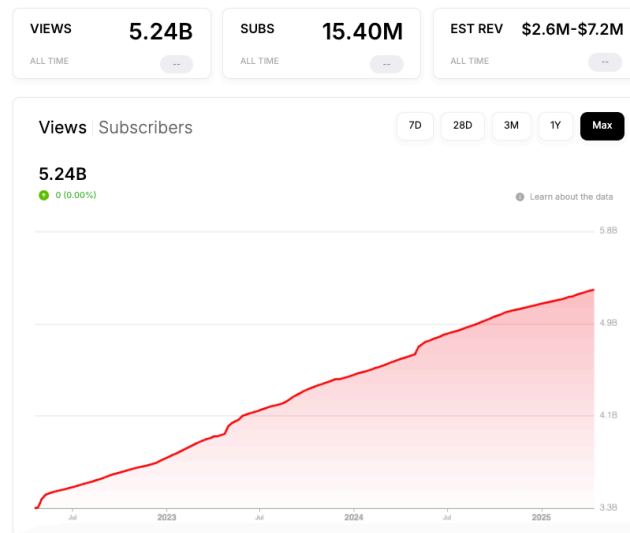 VIEWS 5.24B
ALL TIME --
SUBS 15.40M
ALL TIME --
EST REV $2.6M-$7.2M
ALL TIME --
Views Subscribers
7D 28D 3M 1Y Max
5.24B
0 (0.00%)
Learn about the data
5.8B
4.9B
4.1B
3.3B
Jul 2023 Jul 2024 Jul 2025